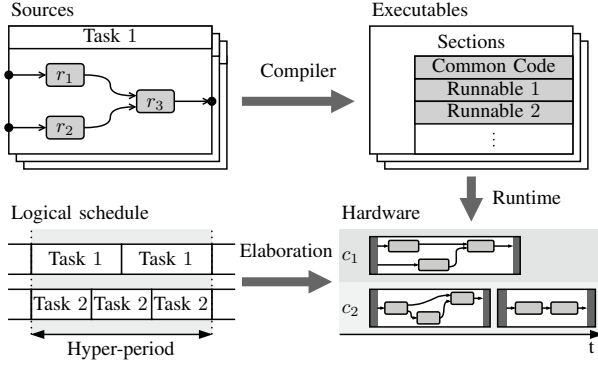 Sources
Task 1
r1
r2
r3
Compiler
Executables
Sections
Common Code
Runnable 1
Runnable 2
⋮
Runtime
Logical schedule
Task 1 Task 1
Task 2 Task 2 Task 2
Hyper-period
Elaboration
Hardware
c1
c2
t